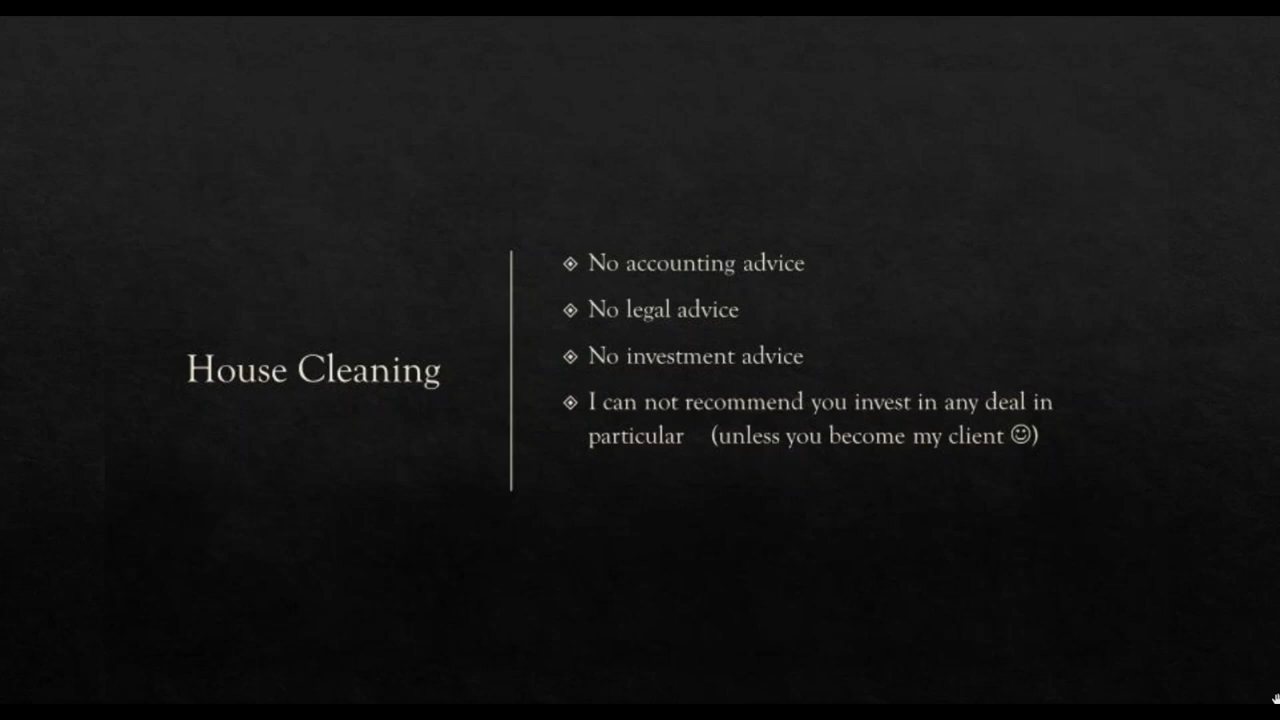 House Cleaning
No accounting advice
No legal advice
No investment advice
I can not recommend you invest in any deal in
particular (unless you become my client ☺)